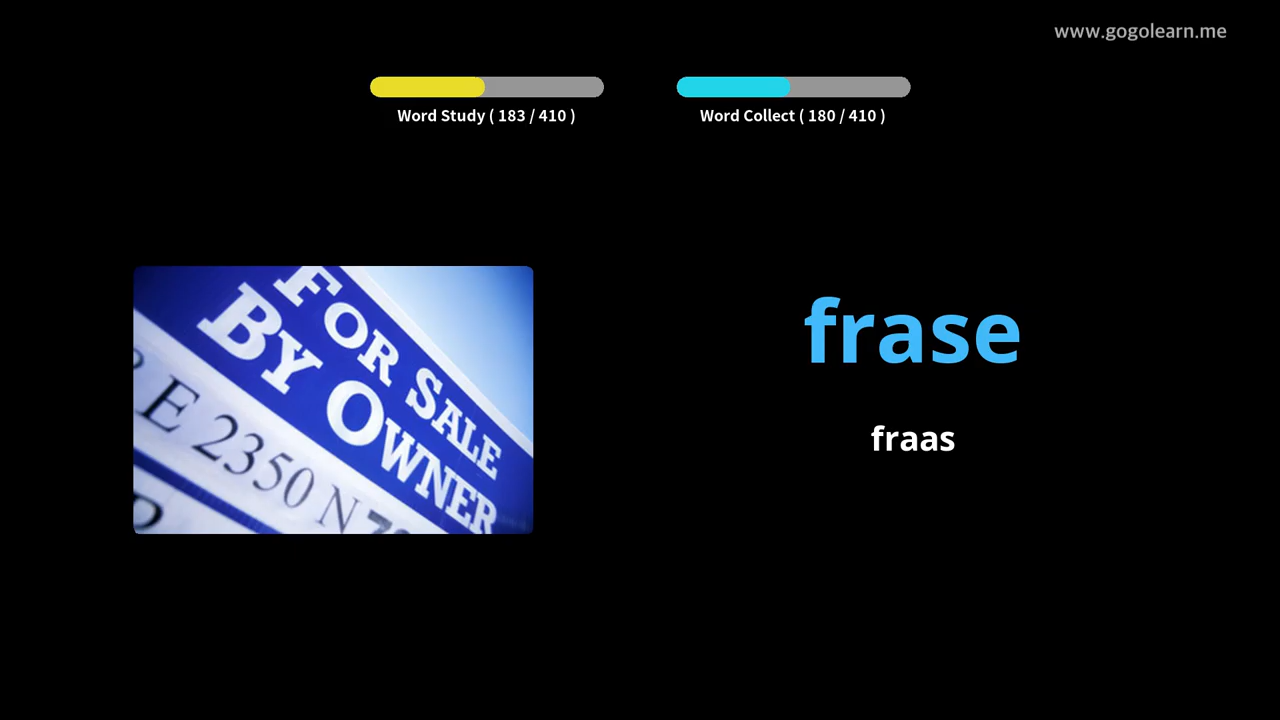 www.gogolearn.me
Word Study ( 183 / 410 )
Word Collect ( 180 / 410 )
FOR SALE
BY OWNER
E 2350 N
frase
fraas